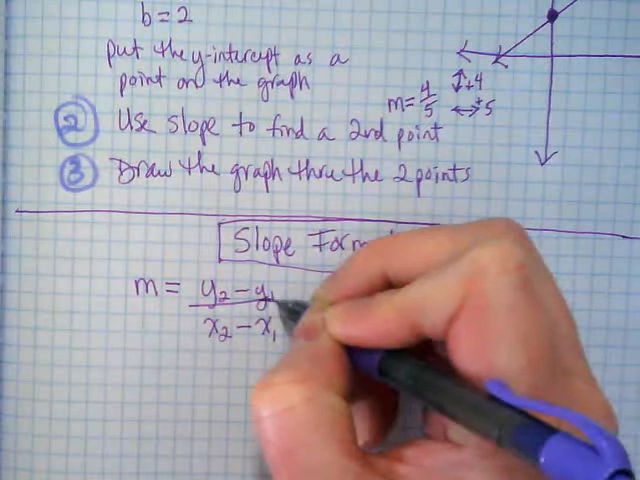 b = 2
put the y-intercept as a
point on the graph
m = 4/5 ↕ +4 ↔ +5
② Use slope to find a 2nd point
③ Draw the graph thru the 2 points
Slope
m = y₂ - y₁
x₂ - x₁